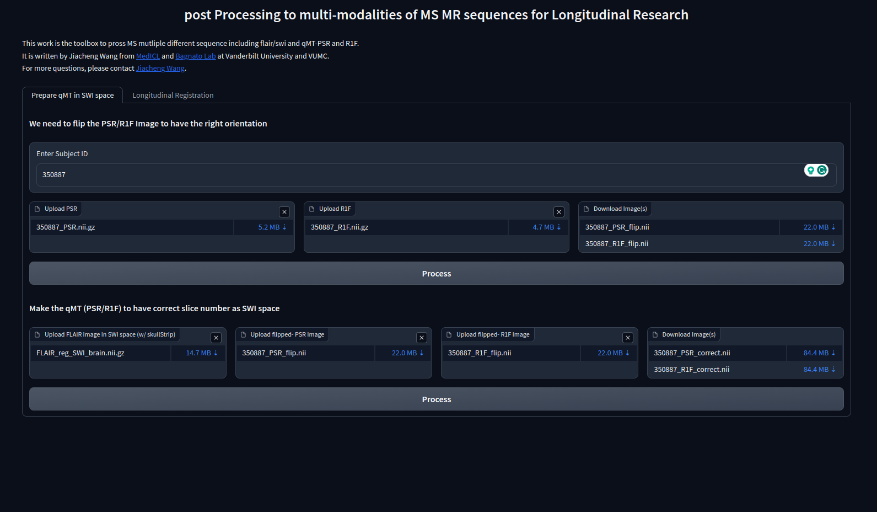 post Processing to multi-modalities of MS MR sequences for Longitudinal Research
This work is the toolbox to pross MS mutliple different sequence including flair/swi and qMT-PSR and R1F.
It is written by Jiacheng Wang from MedICL and Bagnato Lab at Vanderbilt University and VUMC.
For more questions, please contact Jiacheng Wang.
Prepare qMT in SWI space
Longitudinal Registration
We need to flip the PSR/R1F Image to have the right orientation
Enter Subject ID
350887
Upload PSR
Upload R1F
Download Image(s)
350887_PSR.nii.gz 5.2 MB ↓
350887_R1F.nii.gz 4.7 MB ↓
350887_PSR_flip.nii 22.0 MB ↓
350887_R1F_flip.nii 22.0 MB ↓
Process
Make the qMT (PSR/R1F) to have correct slice number as SWI space
Upload FLAIR Image in SWI space (w/ skullStrip)
Upload flipped- PSR Image
Upload flipped- R1F Image
Download Image(s)
FLAIR_reg_SWI_brain.nii.gz 14.7 MB ↓
350887_PSR_flip.nii 22.0 MB ↓
350887_R1F_flip.nii 22.0 MB ↓
350887_PSR_correct.nii 84.4 MB ↓
350887_R1F_correct.nii 84.4 MB ↓
Process